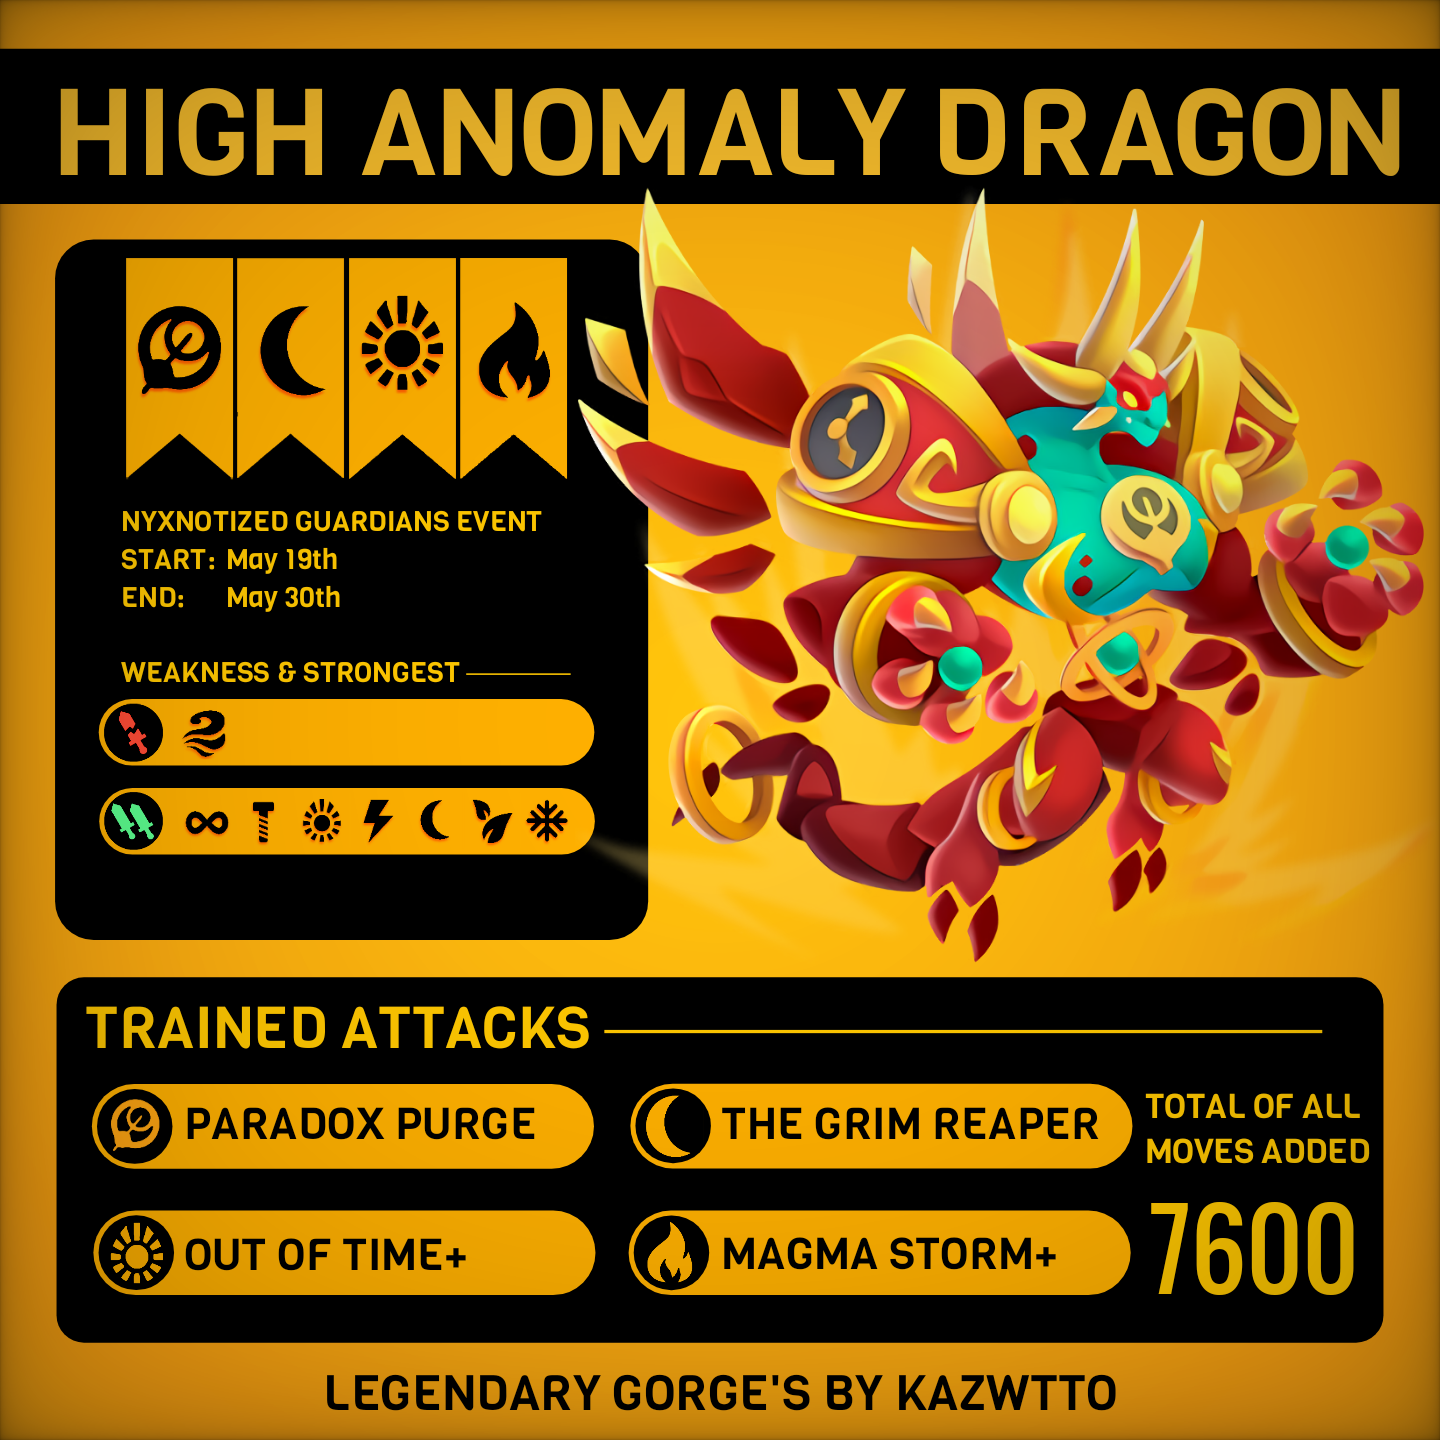 HIGH ANOMALY DRAGON
NYXNOTIZED GUARDIANS EVENT
START: May 19th
END: May 30th
WEAKNESS & STRONGEST
TRAINED ATTACKS
PARADOX PURGE
THE GRIM REAPER
OUT OF TIME+
MAGMA STORM+
TOTAL OF ALL
MOVES ADDED
7600
LEGENDARY GORGE'S BY KAZWTTO